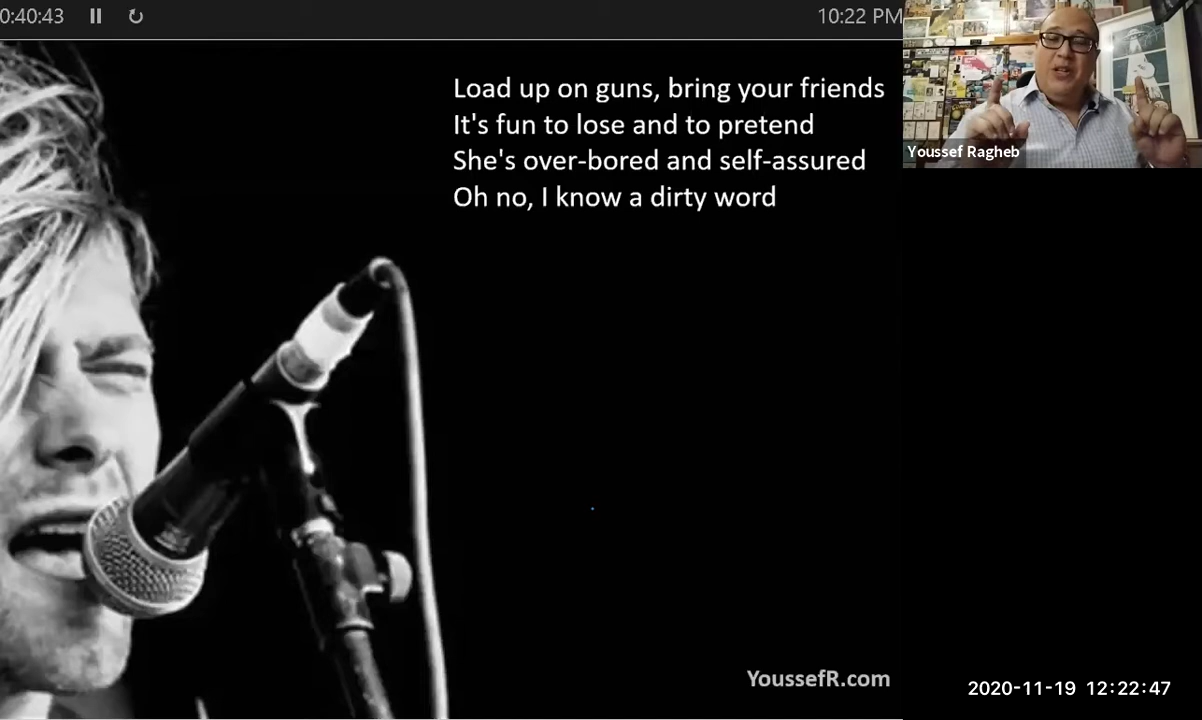 0:40:43
10:22 PM
Load up on guns, bring your friends
It's fun to lose and to pretend
She's over-bored and self-assured
Oh no, I know a dirty word
Youssef Ragheb
YoussefR.com
2020-11-19 12:22:47